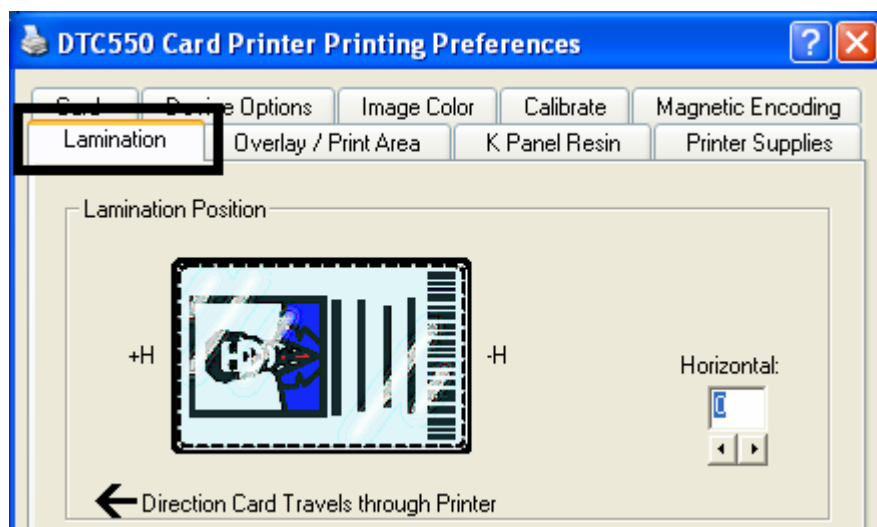 DTC550 Card Printer Printing Preferences
Card Device Options Image Color Calibrate Magnetic Encoding
Lamination Overlay / Print Area K Panel Resin Printer Supplies
Lamination Position
+H
-H
Horizontal:
0
Direction Card Travels through Printer